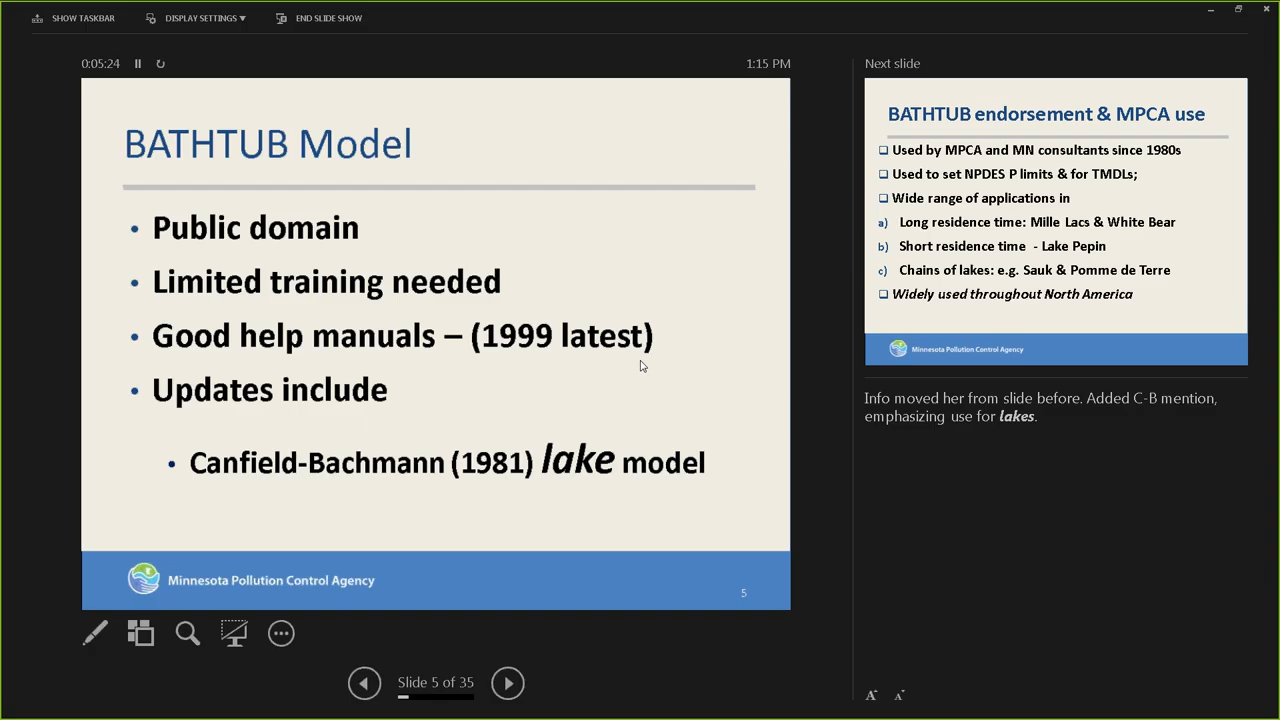 SHOW TASKBAR DISPLAY SETTINGS ▾ END SLIDE SHOW
0:05:24 1:15 PM
BATHTUB Model
• Public domain
• Limited training needed
• Good help manuals – (1999 latest)
• Updates include
• Canfield-Bachmann (1981) lake model
Minnesota Pollution Control Agency
5
Slide 5 of 35
Next slide
BATHTUB endorsement & MPCA use
❑ Used by MPCA and MN consultants since 1980s
❑ Used to set NPDES P limits & for TMDLs;
❑ Wide range of applications in
a) Long residence time: Mille Lacs & White Bear
b) Short residence time - Lake Pepin
c) Chains of lakes: e.g. Sauk & Pomme de Terre
❑ Widely used throughout North America
Minnesota Pollution Control Agency
Info moved her from slide before. Added C-B mention,
emphasizing use for lakes.
A A